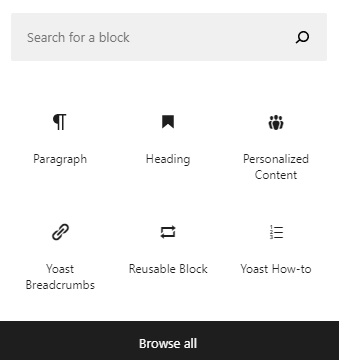 Search for a block
Paragraph
Heading
Personalized
Content
Yoast
Breadcrumbs
Reusable Block
Yoast How-to
Browse all